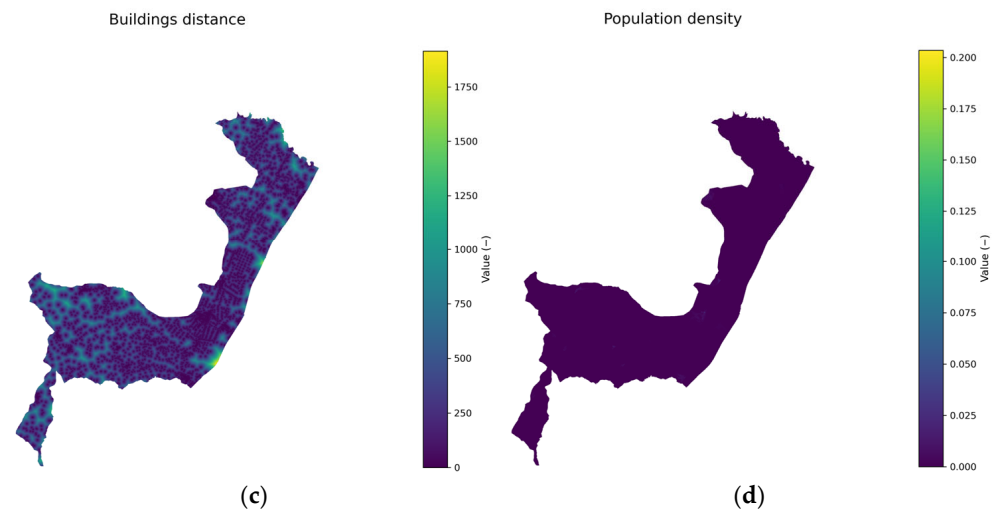 Buildings distance
1750
1500
1250
1000
750
500
250
0
Value (−)
(c)
Population density
0.200
0.175
0.150
0.125
0.100
0.075
0.050
0.025
0.000
Value (−)
(d)